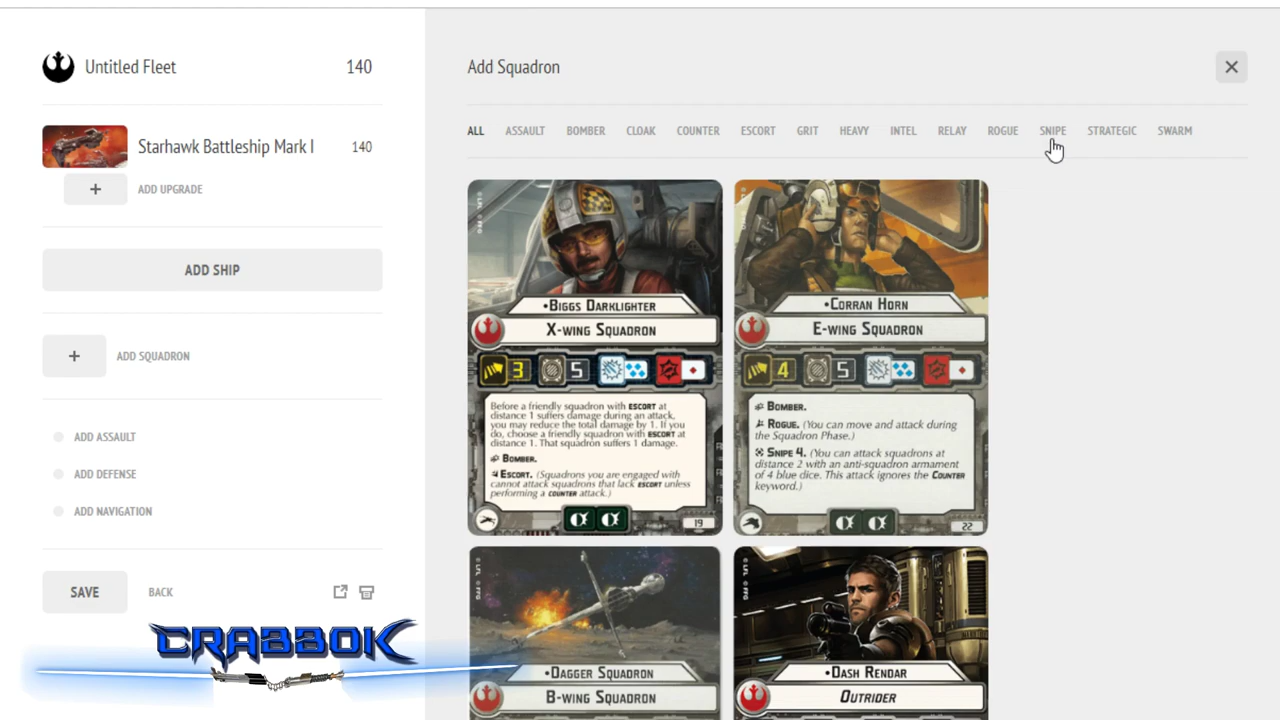 Untitled Fleet 140
Starhawk Battleship Mark I 140
+ ADD UPGRADE
ADD SHIP
+ ADD SQUADRON
ADD ASSAULT
ADD DEFENSE
ADD NAVIGATION
SAVE BACK
CRABBOK
Add Squadron
ALL ASSAULT BOMBER CLOAK COUNTER ESCORT GRIT HEAVY INTEL RELAY ROGUE SNIPE STRATEGIC SWARM
•BIGGS DARKLIGHTER
X-WING SQUADRON
3 5
Before a friendly squadron with ESCORT at
distance 1 suffers damage during an attack,
you may reduce the total damage by 1. If you
do, choose a friendly squadron with ESCORT at
distance 1. That squadron suffers 1 damage.
BOMBER.
ESCORT. (Squadrons you are engaged with
cannot attack squadrons that lack ESCORT unless
performing a COUNTER attack.)
19
•CORRAN HORN
E-WING SQUADRON
4 5
BOMBER.
ROGUE. (You can move and attack during
the Squadron Phase.)
SNIPE 4. (You can attack squadrons at
distance 2 with an anti-squadron armament
of 4 blue dice. This attack ignores the COUNTER
keyword.)
22
•DAGGER SQUADRON
B-WING SQUADRON
•DASH RENDAR
OUTRIDER